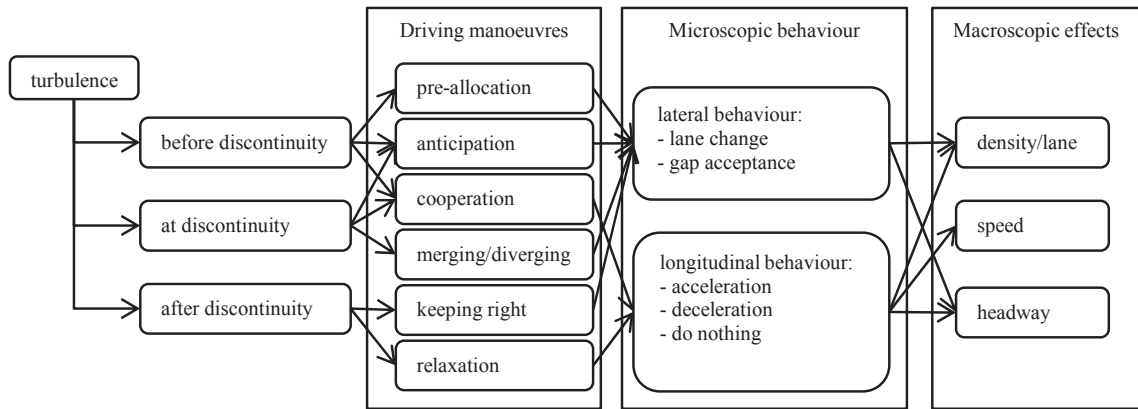 Driving manoeuvres
Microscopic behaviour
Macroscopic effects
turbulence
before discontinuity
at discontinuity
after discontinuity
pre-allocation
anticipation
cooperation
merging/diverging
keeping right
relaxation
lateral behaviour:
- lane change
- gap acceptance
longitudinal behaviour:
- acceleration
- deceleration
- do nothing
density/lane
speed
headway